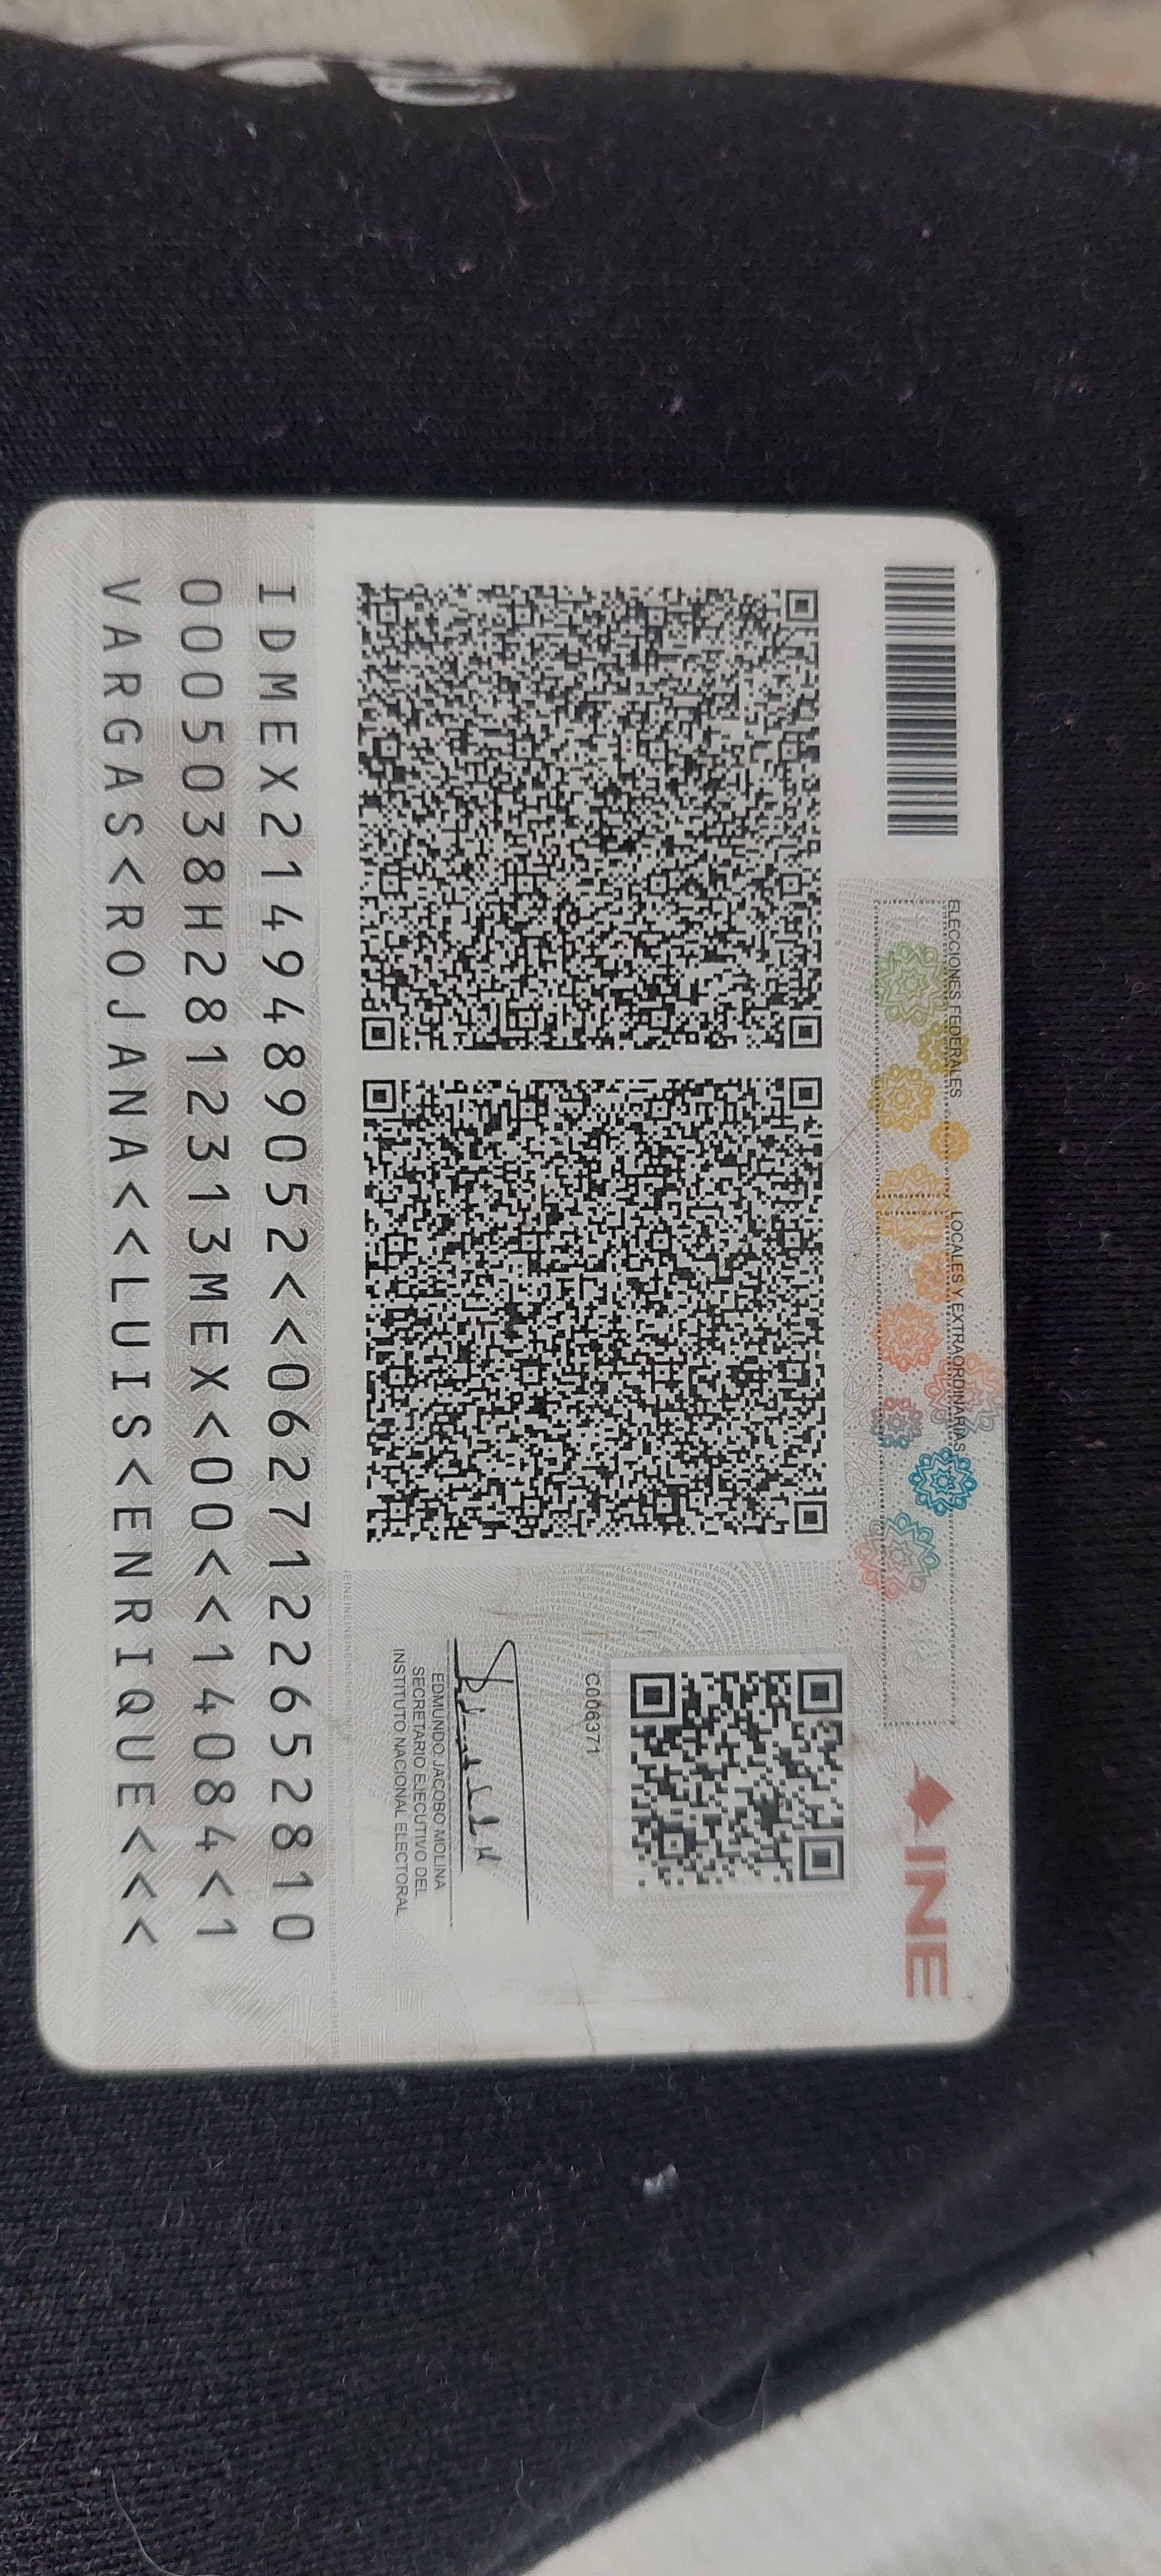 ELECCIONES FEDERALES
LOCALES Y EXTRAORDINARIAS
INE
C006371
EDMUNDO JACOBO MOLINA
SECRETARIO EJECUTIVO DEL
INSTITUTO NACIONAL ELECTORAL
IDMEX2149489052<<0627122652810
0005038H2812313MEX<00<<14084<1
VARGAS<ROJANA<<LUIS<ENRIQUE<<<